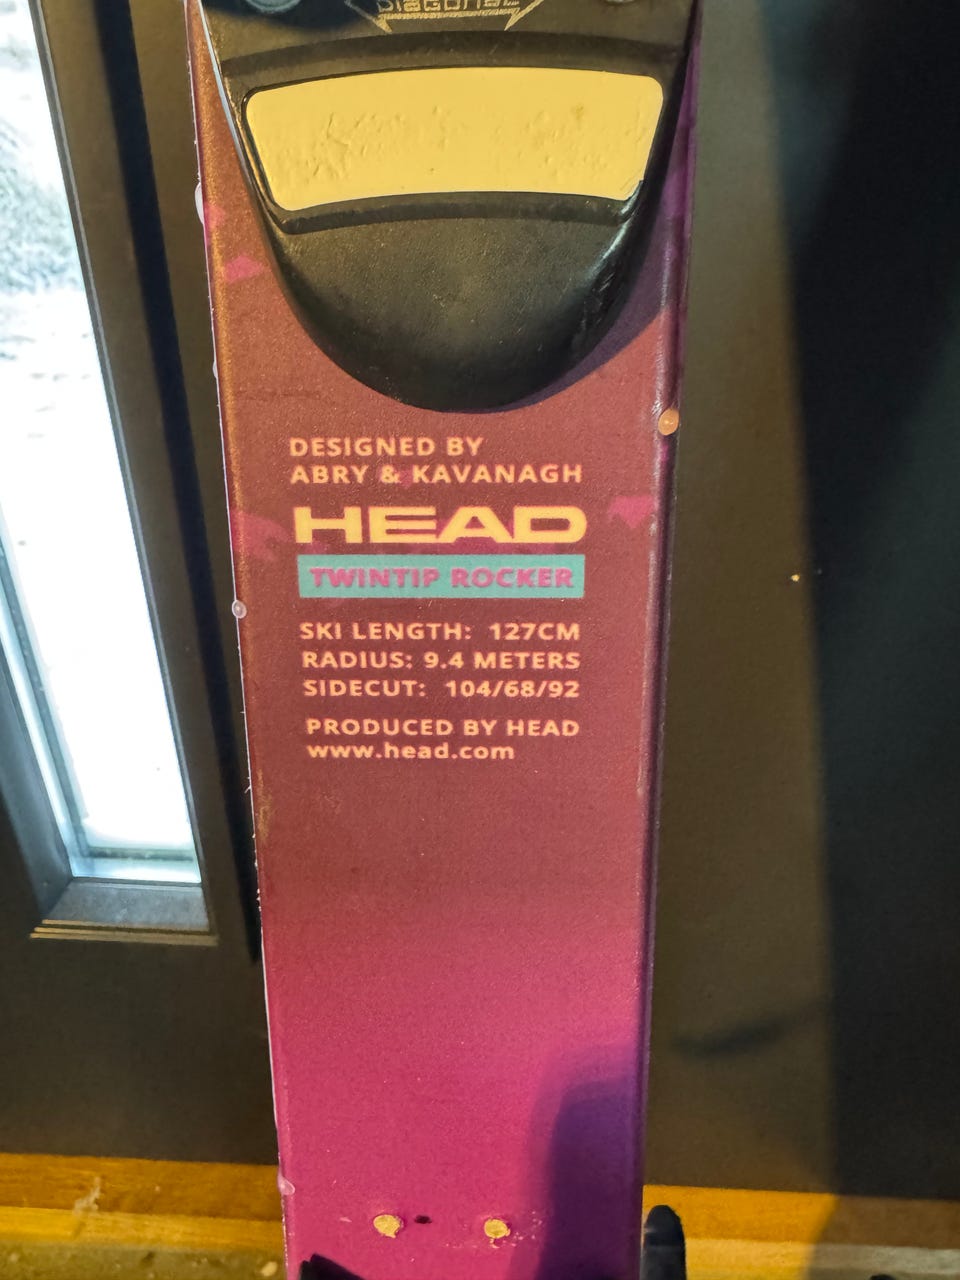 Diagonal
DESIGNED BY
ABRY & KAVANAGH
HEAD
TWINTIP ROCKER
SKI LENGTH: 127CM
RADIUS: 9.4 METERS
SIDECUT: 104/68/92
PRODUCED BY HEAD
www.head.com